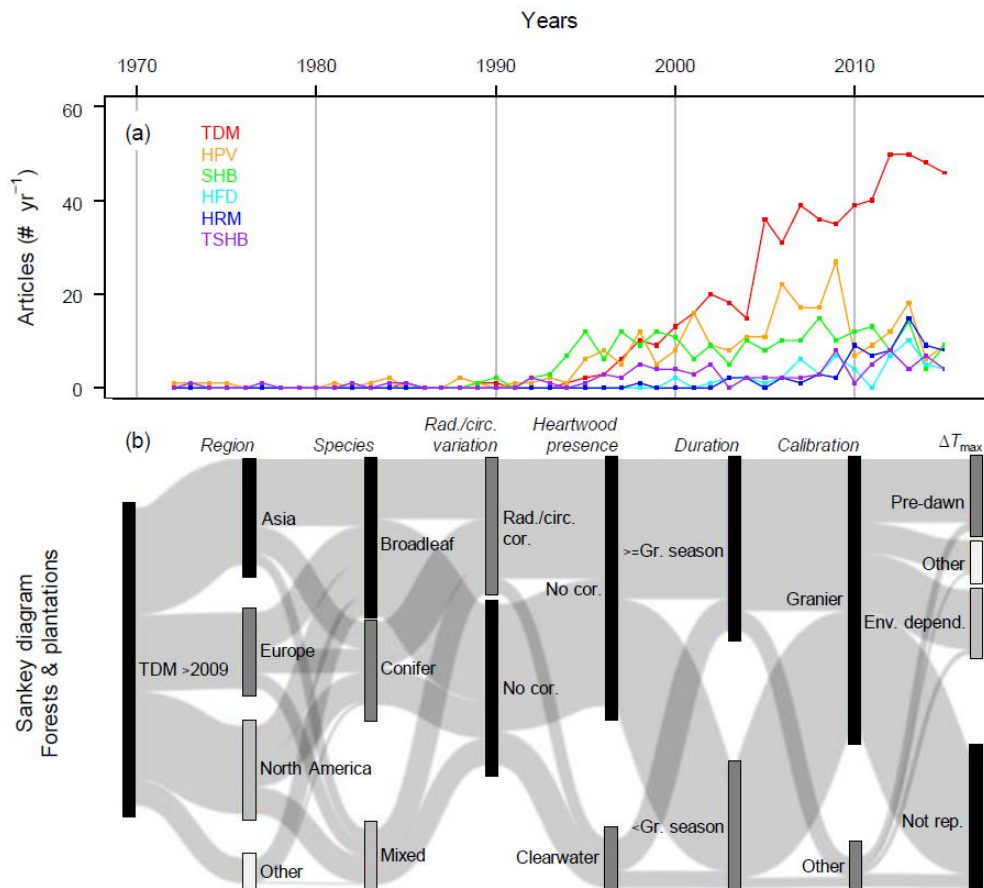 Years
1970 1980 1990 2000 2010
60
40
20
0
Articles (# yr⁻¹)
(a)
TDM
HPV
SHB
HFD
HRM
TSHB
(b)
Region
Species
Rad./circ.
variation
Heartwood
presence
Duration
Calibration
ΔTmax
Sankey diagram
Forests & plantations
TDM >2009
Asia
Europe
North America
Other
Broadleaf
Conifer
Mixed
Rad./circ.
cor.
No cor.
No cor.
Clearwater
>=Gr. season
<Gr. season
Granier
Other
Pre-dawn
Other
Env. depend.
Not rep.